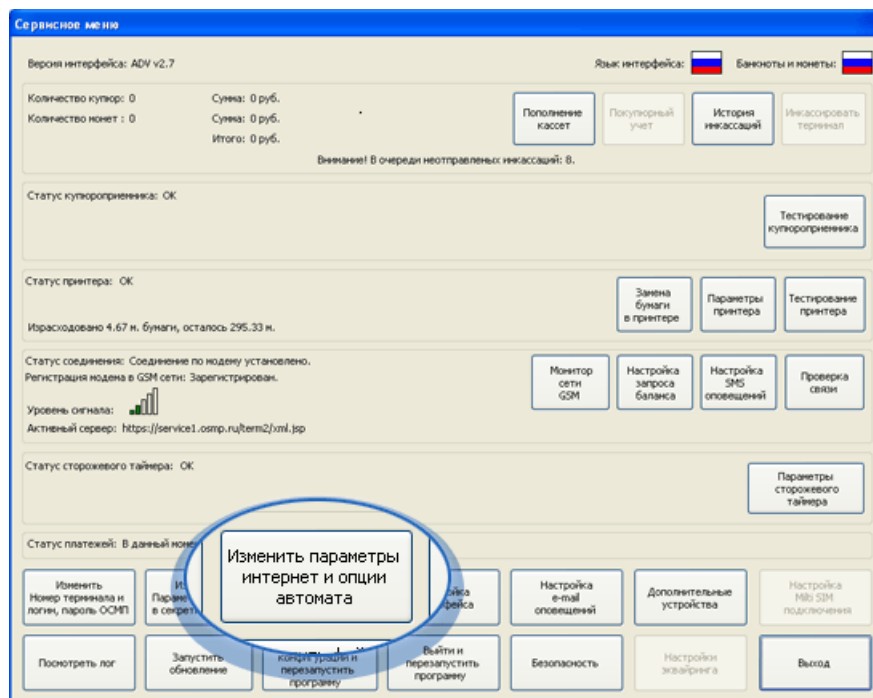 Сервисное меню
Версия интерфейса: ADV v2.7
Язык интерфейса:
Банкноты и монеты:
Количество купюр: 0
Сумма: 0 руб.
Количество монет : 0
Сумма: 0 руб.
Итого: 0 руб.
Пополнение
кассет
Покупюрный
учет
История
инкассаций
Инкассировать
терминал
Внимание! В очереди неотправленых инкассаций: 8.
Статус купюроприемника: OK
Тестирование
купюроприемника
Статус принтера: OK
Израсходовано 4.67 м. бумаги, осталось 295.33 м.
Замена
бумаги
в принтере
Параметры
принтера
Тестирование
принтера
Статус соединения: Соединение по модему установлено.
Регистрация модема в GSM сети: Зарегистрирован.
Уровень сигнала:
Активный сервер: https://service1.osmp.ru/term2/xml.jsp
Монитор
сети
GSM
Настройка
запроса
баланса
Настройка
SMS
оповещений
Проверка
связи
Статус сторожевого таймера: OK
Параметры
сторожевого
таймера
Статус платежей: В данный
Изменить параметры
интернет и опции
автомата
Изменить
Номер терминала и
логин, пароль ОСМП
Настройка
e-mail
оповещений
Дополнительные
устройства
Настройка
Milti SIM
подключения
Посмотреть лог
Запустить
обновление
конфигурации и
перезапустить
программу
Выйти и
перезапустить
программу
Безопасность
Настройки
эквайринга
Выход